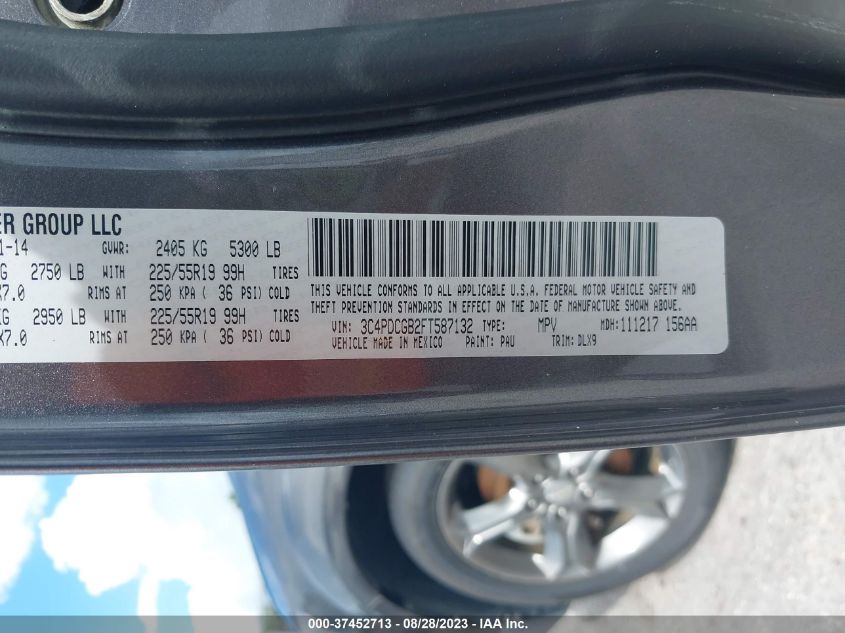 ER GROUP LLC
1-14 GVWR: 2405 KG 5300 LB
G 2750 LB WITH 225/55R19 99H TIRES
X7.0 RIMS AT 250 KPA ( 36 PSI) COLD
KG 2950 LB WITH 225/55R19 99H TIRES
X7.0 RIMS AT 250 KPA ( 36 PSI) COLD
THIS VEHICLE CONFORMS TO ALL APPLICABLE U.S.A. FEDERAL MOTOR VEHICLE SAFETY AND
THEFT PREVENTION STANDARDS IN EFFECT ON THE DATE OF MANUFACTURE SHOWN ABOVE.
VIN: 3C4PDCGB2FT587132 TYPE: MPV MDH: 111217 156AA
VEHICLE MADE IN MEXICO PAINT: PAU TRIM: DLX9
000-37452713 - 08/28/2023 - IAA Inc.